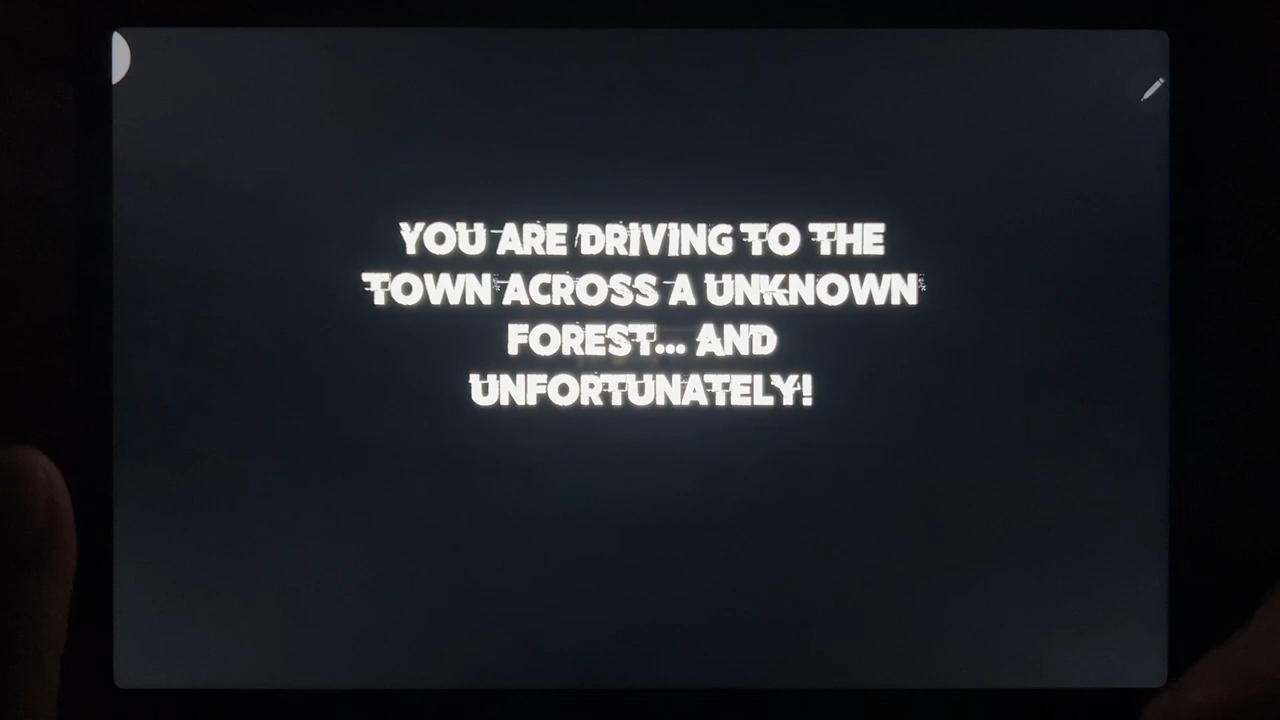 YOU ARE DRIVING TO THE
TOWN ACROSS A UNKNOWN
FOREST... AND
UNFORTUNATELY!